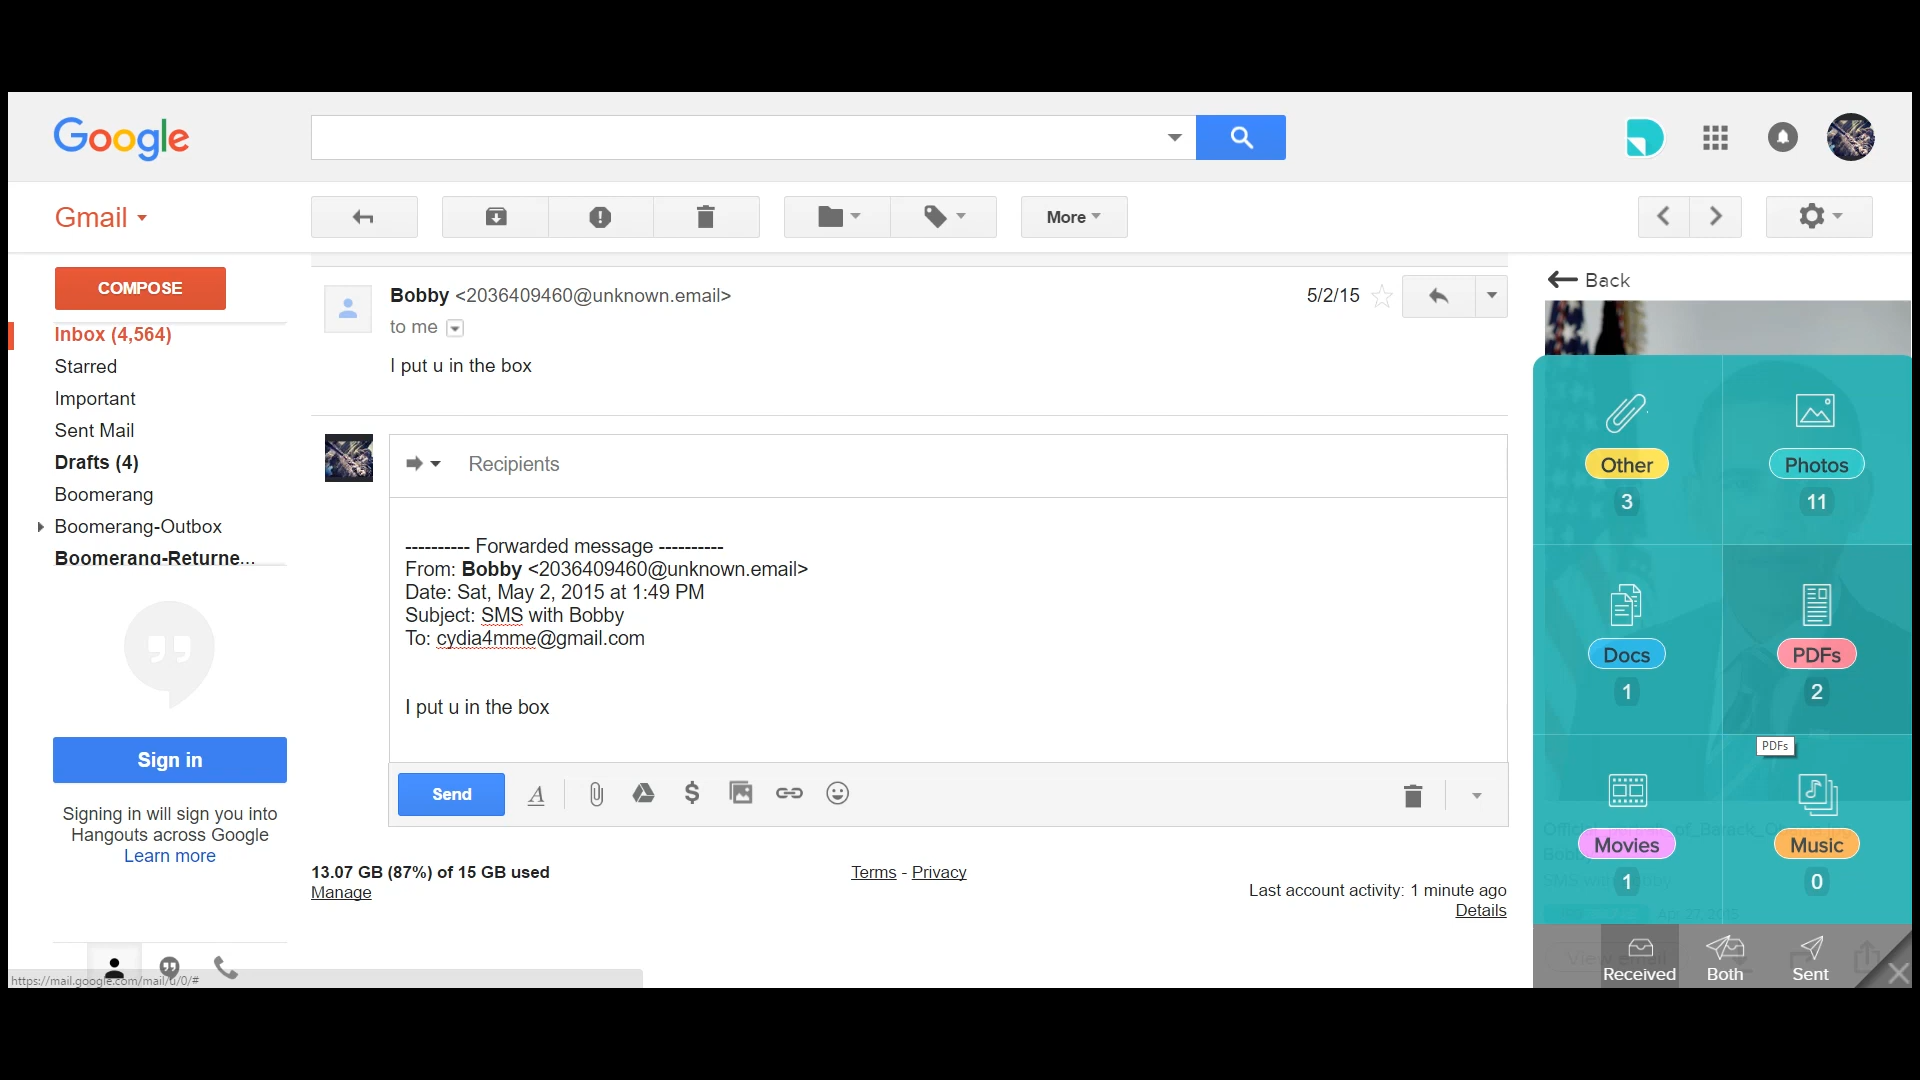 Google
Gmail
More
COMPOSE
Inbox (4,564)
Starred
Important
Sent Mail
Drafts (4)
Boomerang
Boomerang-Outbox
Boomerang-Returne...
Sign in
Signing in will sign you into
Hangouts across Google
Learn more
https://mail.google.com/mail/u/0/#
Bobby <2036409460@unknown.email>
5/2/15
to me
I put u in the box
Recipients
---------- Forwarded message ----------
From: Bobby <2036409460@unknown.email>
Date: Sat, May 2, 2015 at 1:49 PM
Subject: SMS with Bobby
To: cydia4mme@gmail.com
I put u in the box
Send
13.07 GB (87%) of 15 GB used
Manage
Terms - Privacy
Last account activity: 1 minute ago
Details
Back
Other
3
Photos
11
Docs
1
PDFs
2
PDFs
Movies
1
Music
0
Apr 27, 2015
View email
Received
Both
Sent